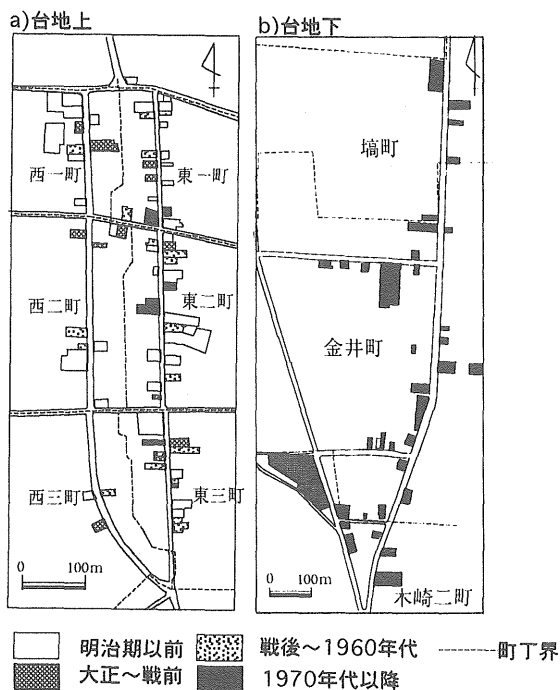 a)台地上
b)台地下
西一町
東一町
西二町
東二町
西三町
東三町
0 100m
塙町
金井町
木崎二町
0 100m
明治期以前
戦後〜1960年代
町丁界
大正〜戦前
1970年代以降